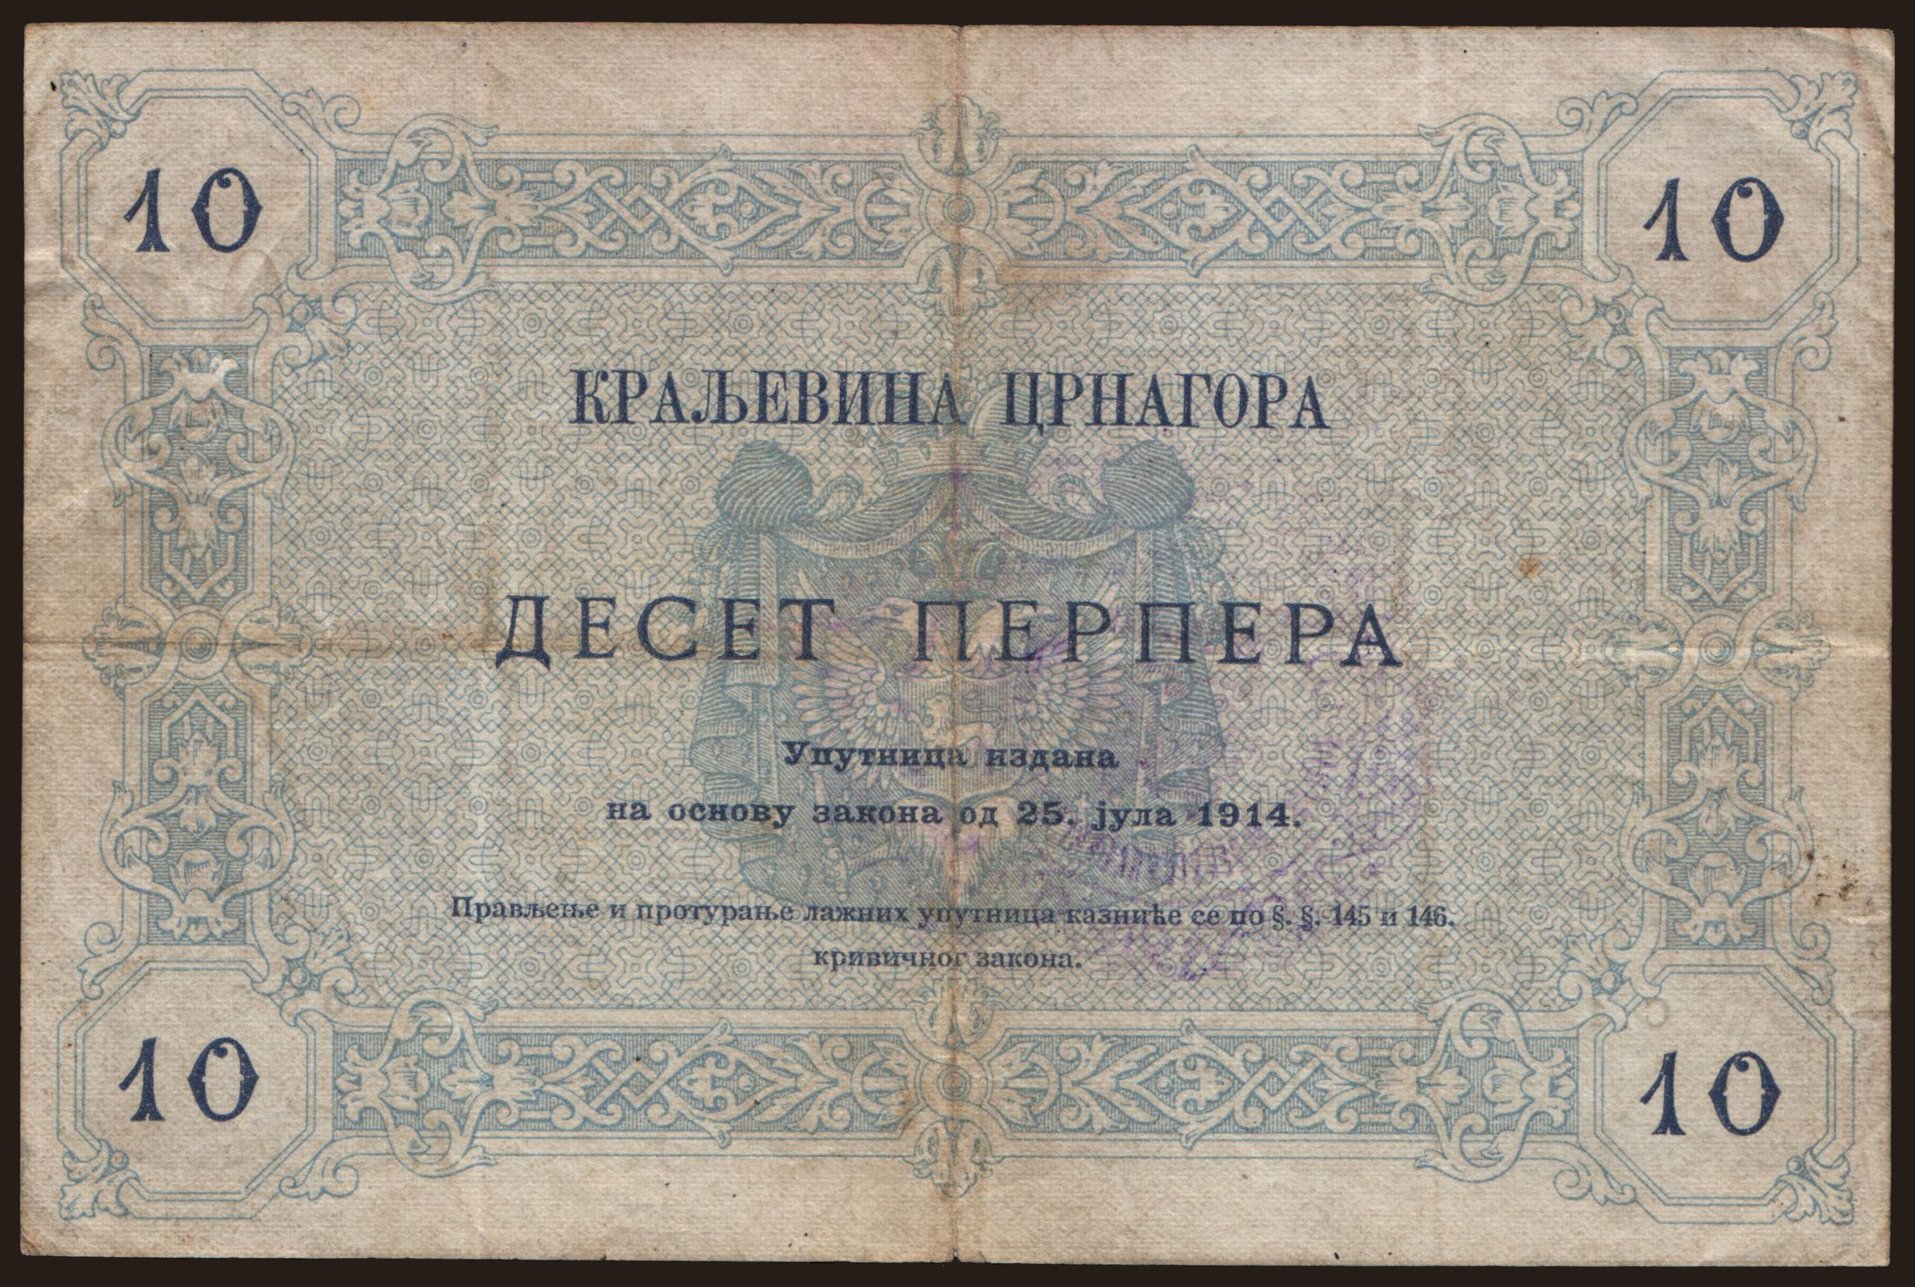 10 10
КРАЉЕВИНА ЦРНАГОРА
ДЕСЕТ ПЕРПЕРА
Упутница издана
на основу закона од 25. јула 1914.
Прављење и протурање лажних упутница казниће се по §. §. 145 и 146.
кривичног закона.
10 10